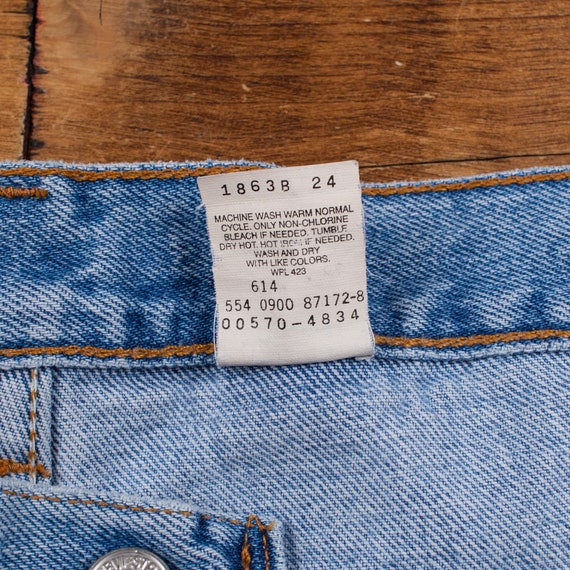 1863B 24
MACHINE WASH WARM NORMAL
CYCLE. ONLY NON-CHLORINE
BLEACH IF NEEDED. TUMBLE
DRY HOT. HOT IRON IF NEEDED.
WASH AND DRY
WITH LIKE COLORS.
WPL 423
614
554 0900 87172-8
00570-4834